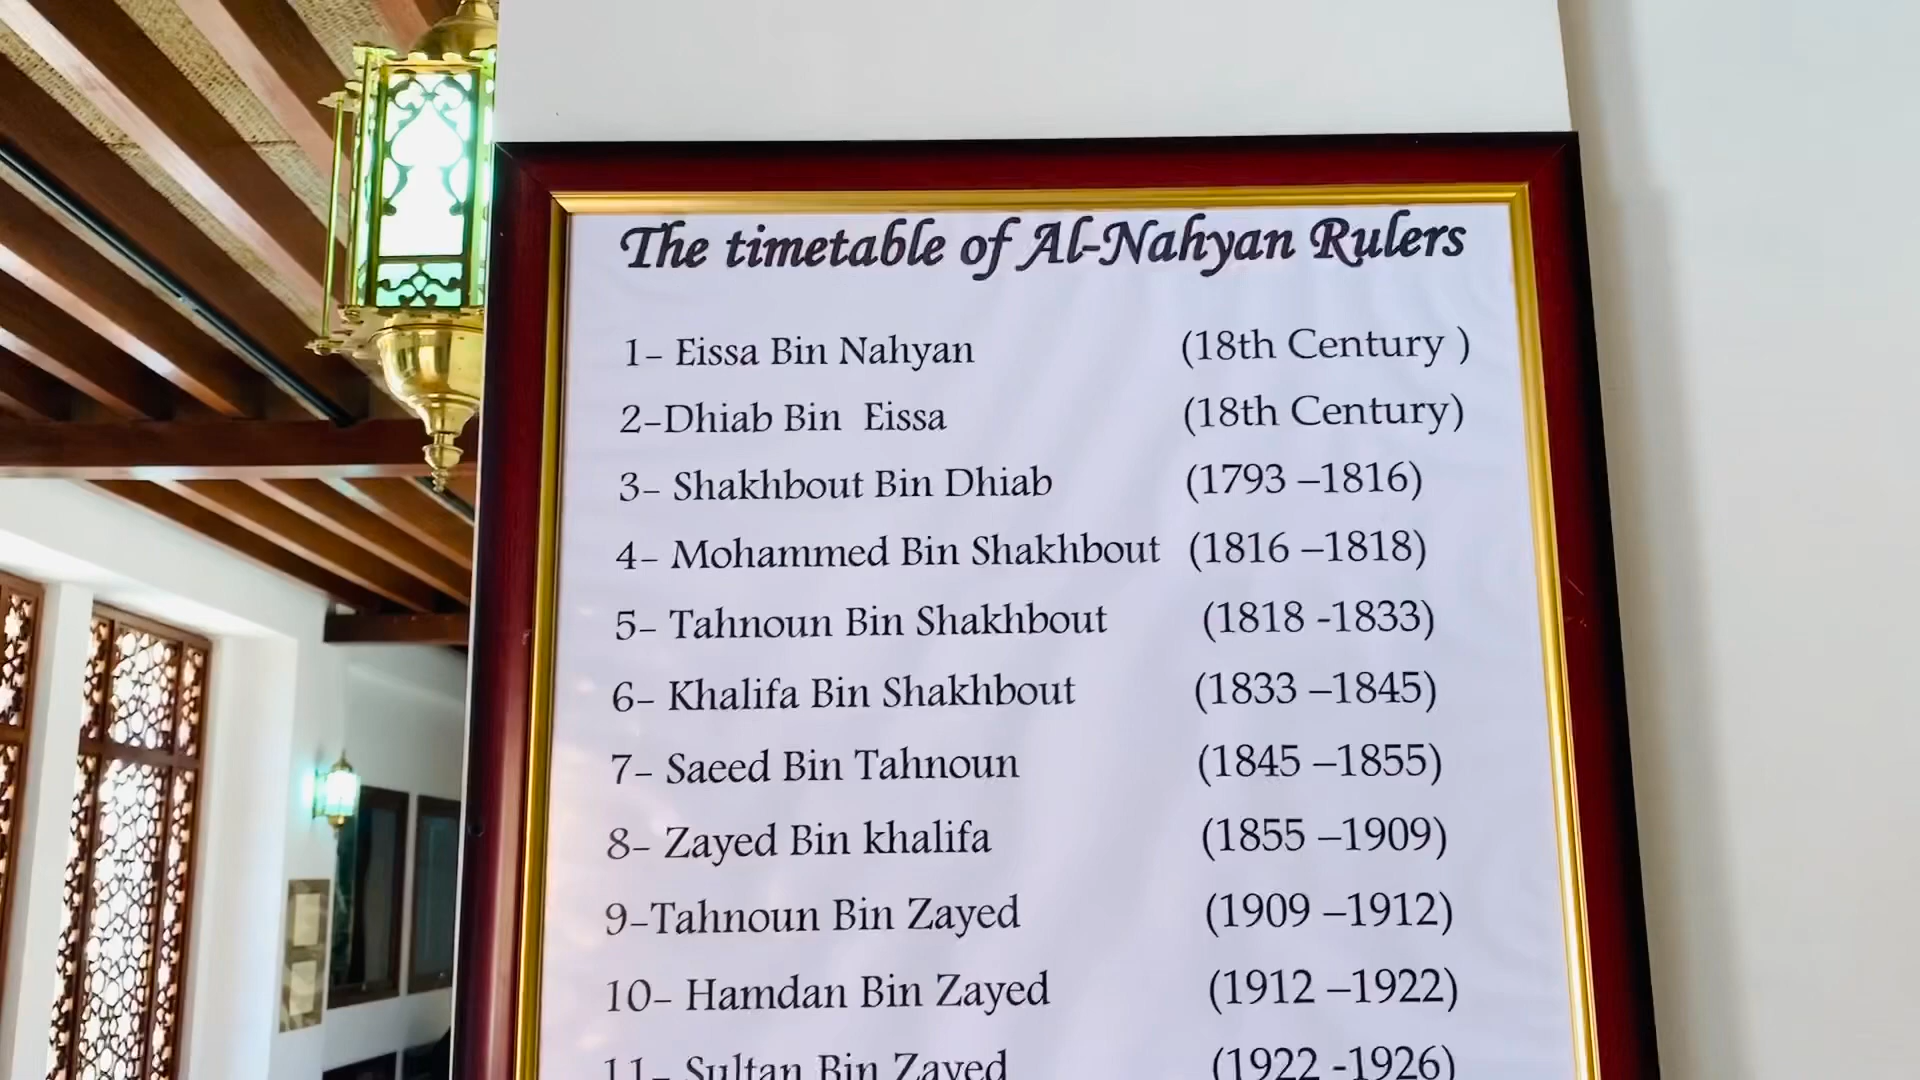 The timetable of Al-Nahyan Rulers
1- Eissa Bin Nahyan (18th Century )
2-Dhiab Bin Eissa (18th Century)
3- Shakhbout Bin Dhiab (1793 –1816)
4- Mohammed Bin Shakhbout (1816 –1818)
5- Tahnoun Bin Shakhbout (1818 -1833)
6- Khalifa Bin Shakhbout (1833 –1845)
7- Saeed Bin Tahnoun (1845 –1855)
8- Zayed Bin khalifa (1855 –1909)
9-Tahnoun Bin Zayed (1909 –1912)
10- Hamdan Bin Zayed (1912 –1922)
11- Sultan Bin Zayed (1922 -1926)